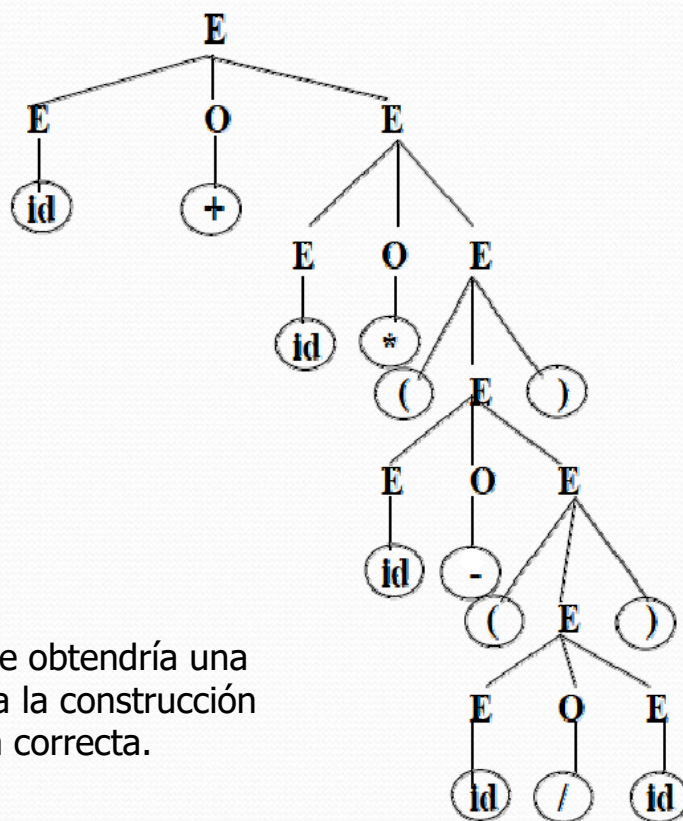 E
E O E
id +
E O E
id *
( E )
E O E
id -
( E )
e obtendría una
a la construcción
E O E
correcta.
id / id